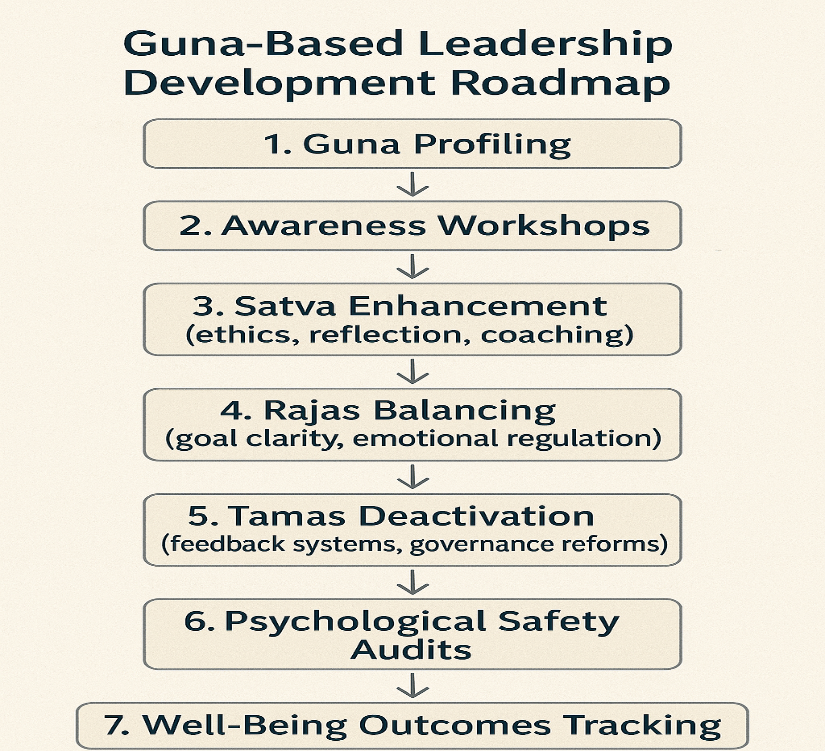 Guna-Based Leadership
Development Roadmap
1. Guna Profiling
2. Awareness Workshops
3. Satva Enhancement
(ethics, reflection, coaching)
4. Rajas Balancing
(goal clarity, emotional regulation)
5. Tamas Deactivation
(feedback systems, governance reforms)
6. Psychological Safety
Audits
7. Well-Being Outcomes Tracking